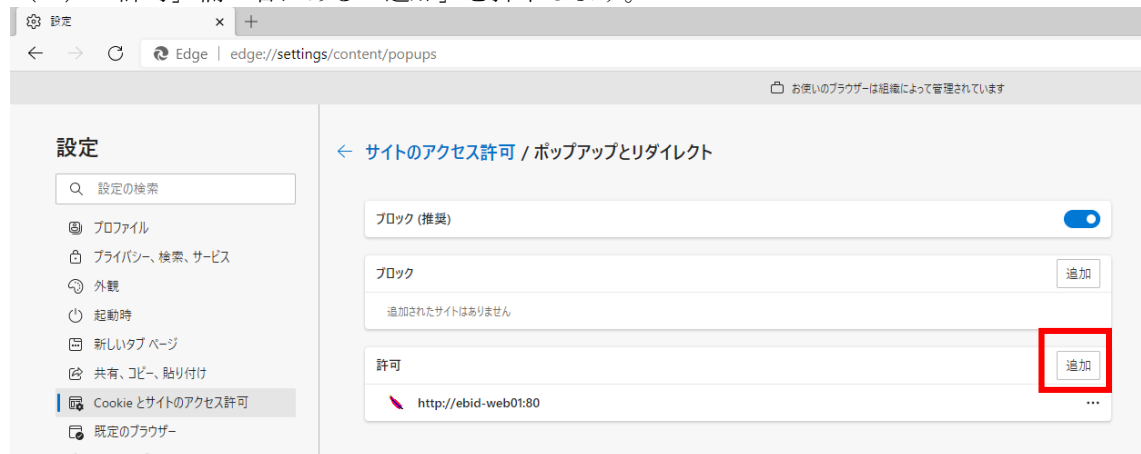 設定
Edge | edge://settings/content/popups
お使いのブラウザーは組織によって管理されています
設定
設定の検索
プロファイル
プライバシー、検索、サービス
外観
起動時
新しいタブ ページ
共有、コピー、貼り付け
Cookie とサイトのアクセス許可
既定のブラウザー
サイトのアクセス許可 / ポップアップとリダイレクト
ブロック (推奨)
ブロック
追加
追加されたサイトはありません
許可
追加
http://ebid-web01:80